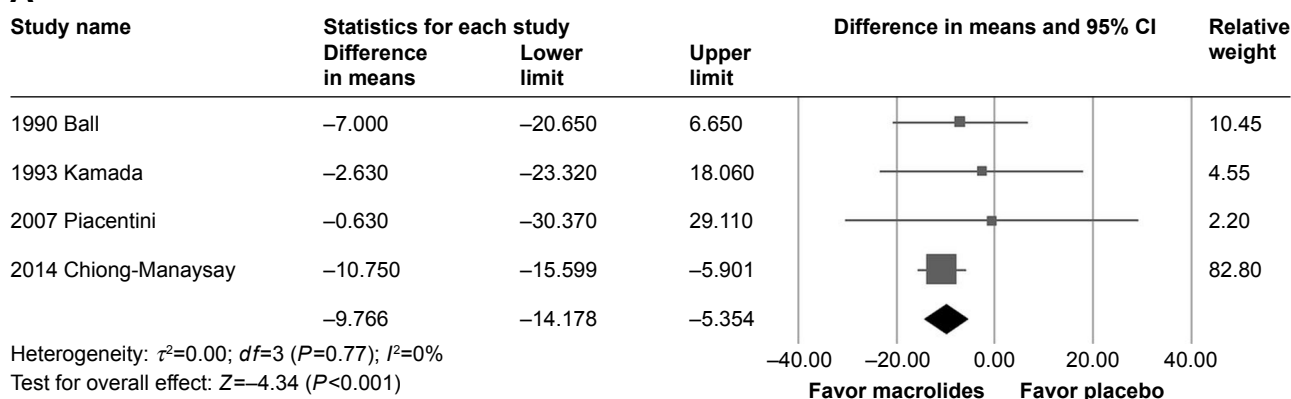 Study name Statistics for each study Difference in means and 95% CI Relative
Difference Lower Upper weight
in means limit limit
1990 Ball –7.000 –20.650 6.650 10.45
1993 Kamada –2.630 –23.320 18.060 4.55
2007 Piacentini –0.630 –30.370 29.110 2.20
2014 Chiong-Manaysay –10.750 –15.599 –5.901 82.80
–9.766 –14.178 –5.354
Heterogeneity: τ²=0.00; df=3 (P=0.77); I²=0%
–40.00 –20.00 0.00 20.00 40.00
Test for overall effect: Z=–4.34 (P<0.001)
Favor macrolides Favor placebo